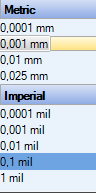 Metric
0,0001 mm
0,001 mm
0,01 mm
0,025 mm
Imperial
0,0001 mil
0,001 mil
0,01 mil
0,1 mil
1 mil